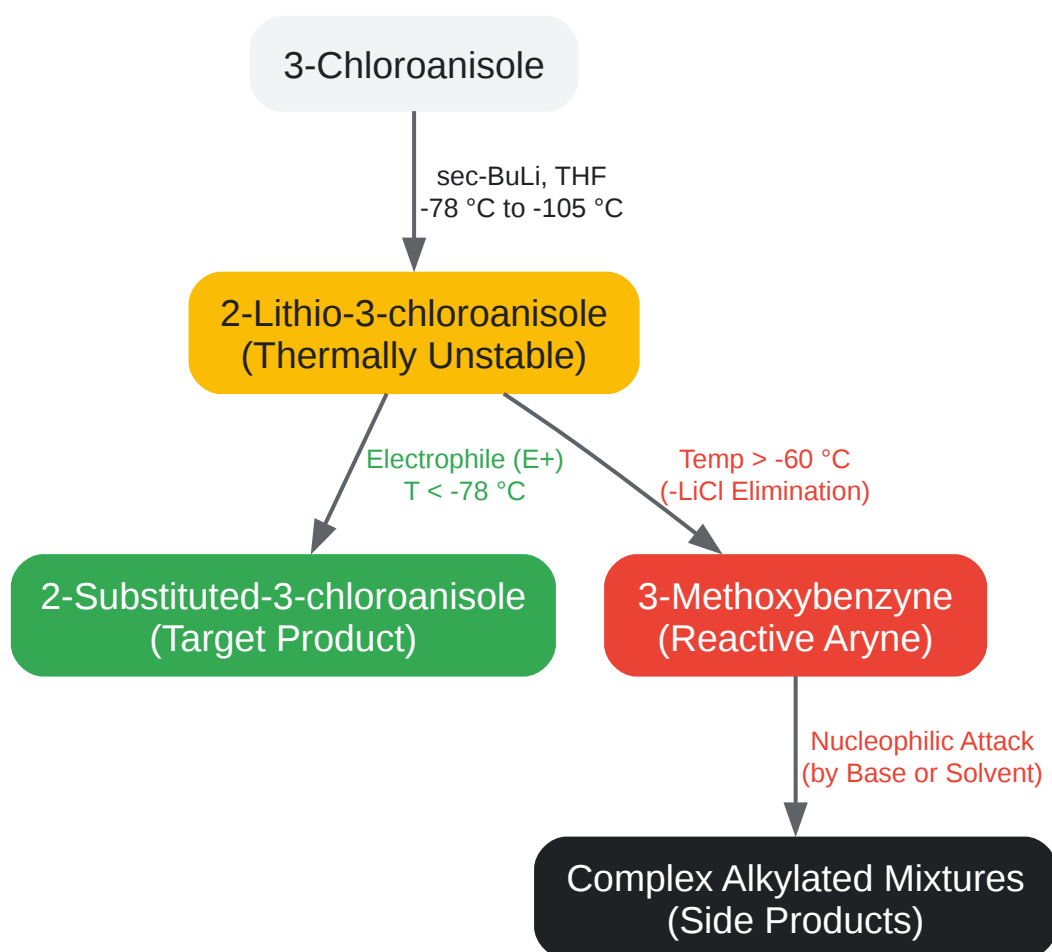 3-Chloroanisole
sec-BuLi, THF
-78 °C to -105 °C
2-Lithio-3-chloroanisole
(Thermally Unstable)
Electrophile (E+)
T < -78 °C
Temp > -60 °C
(-LiCl Elimination)
2-Substituted-3-chloroanisole
(Target Product)
3-Methoxybenzyne
(Reactive Aryne)
Nucleophilic Attack
(by Base or Solvent)
Complex Alkylated Mixtures
(Side Products)